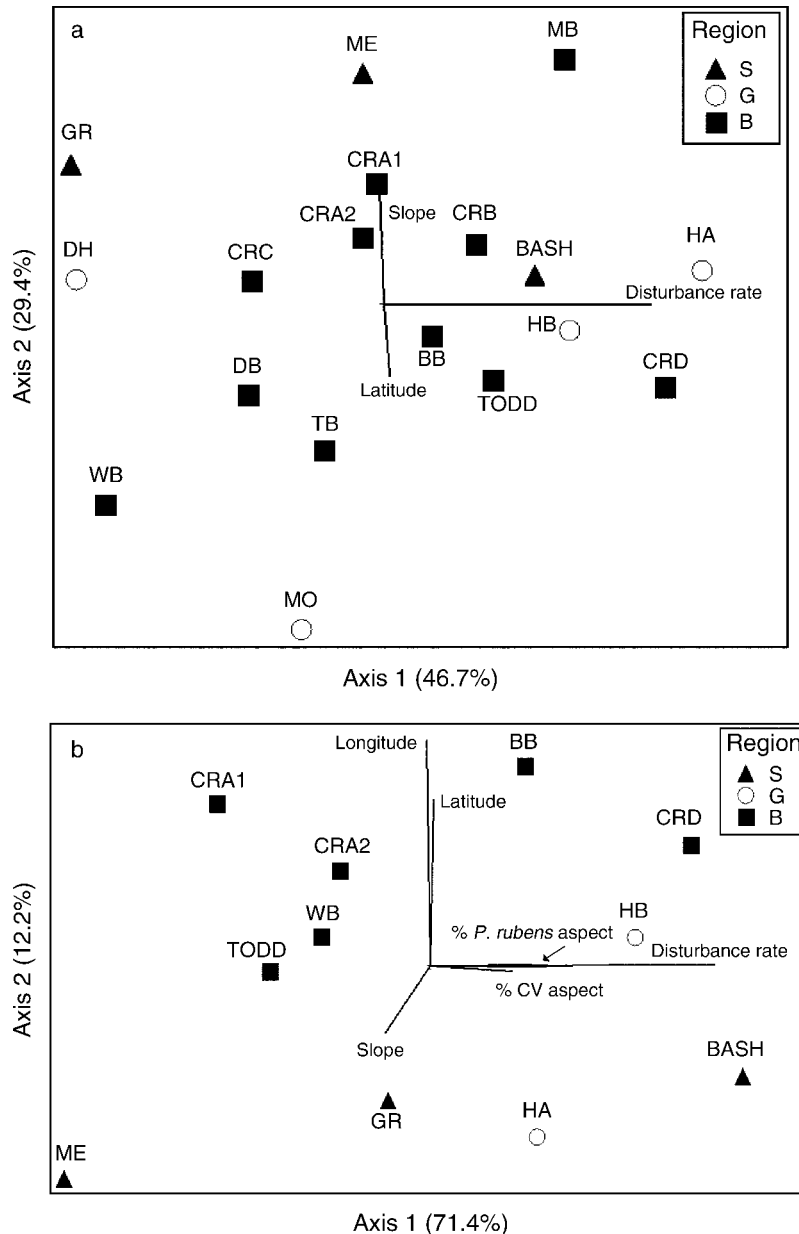 a
ME
MB
Region
S
G
B
GR
CRA1
Slope
CRA2
CRB
HA
DH
CRC
BASH
Disturbance rate
HB
BB
CRD
Latitude
DB
TODD
TB
WB
MO
Axis 2 (29.4%)
Axis 1 (46.7%)
b
Longitude
BB
Region
S
G
B
CRA1
Latitude
CRD
CRA2
WB
HB
% P. rubens aspect
TODD
Disturbance rate
% CV aspect
Slope
BASH
GR
HA
ME
Axis 2 (12.2%)
Axis 1 (71.4%)